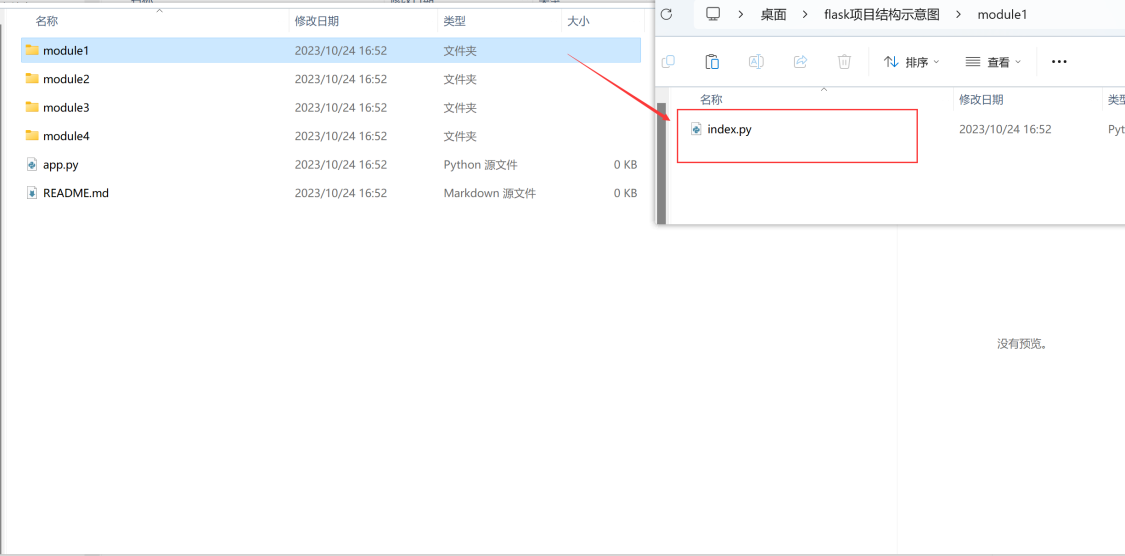 名称 修改日期 类型 大小
module1 2023/10/24 16:52 文件夹
module2 2023/10/24 16:52 文件夹
module3 2023/10/24 16:52 文件夹
module4 2023/10/24 16:52 文件夹
app.py 2023/10/24 16:52 Python 源文件 0 KB
README.md 2023/10/24 16:52 Markdown 源文件 0 KB
桌面 flask项目结构示意图 module1
排序 查看
名称 修改日期 类型
index.py 2023/10/24 16:52 Pyt
没有预览。